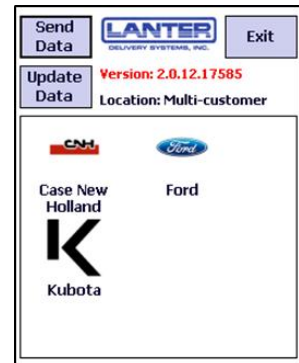 Send
Data
LANTER
DELIVERY SYSTEMS, INC.
Exit
Update
Data
Version: 2.0.12.17585
Location: Multi-customer
CNH
Ford
Case New
Holland
Ford
K
Kubota